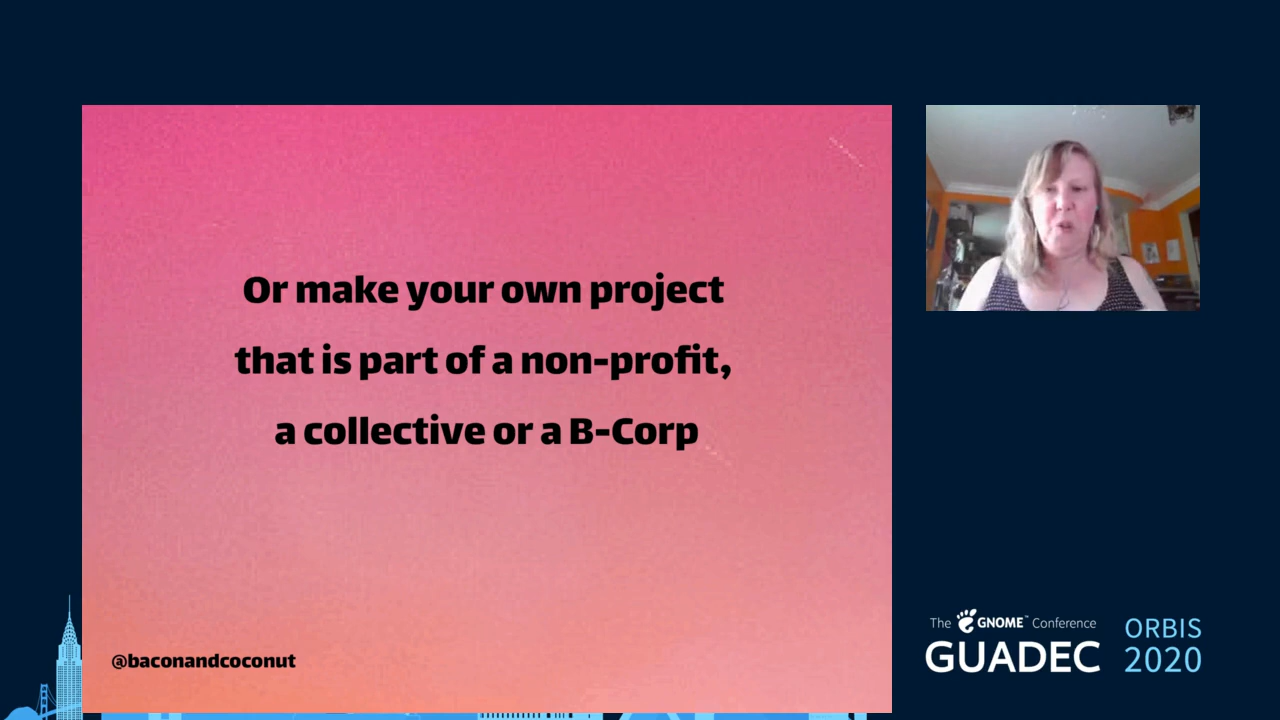 Or make your own project
that is part of a non-profit,
a collective or a B-Corp
@baconandcoconut
The GNOME™ Conference
GUADEC
ORBIS
2020